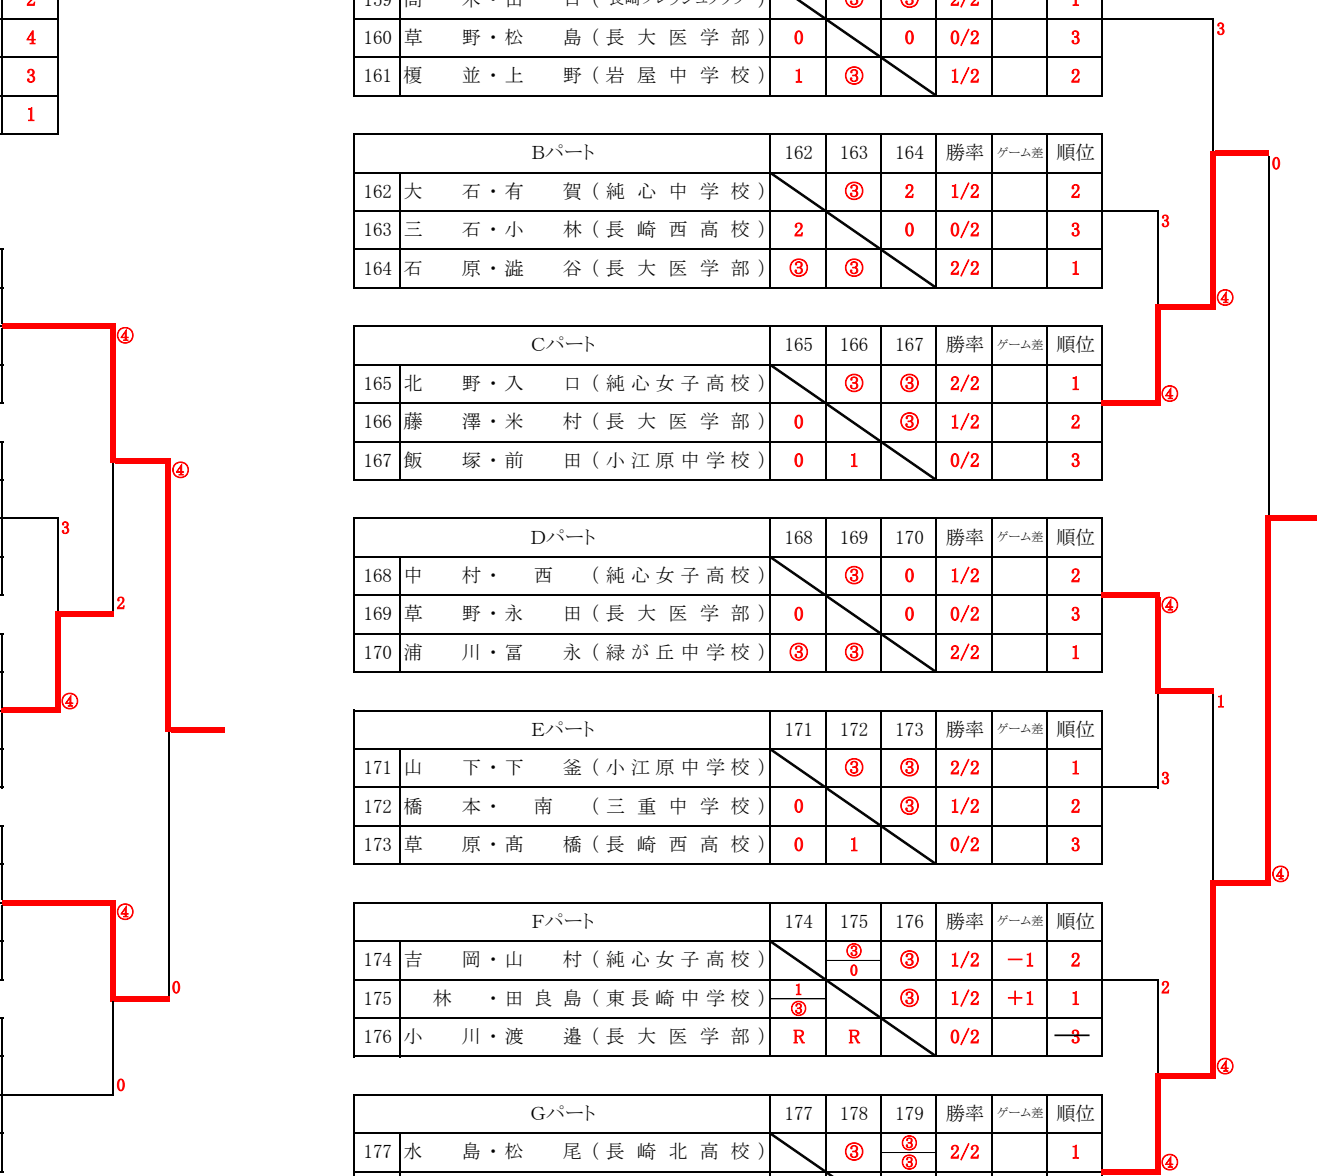 2
4
3
1
④
④
3
2
④
④
0
0
159 高 木・田 口（長崎フレッシュクラブ） ③ ③ 2/2 1
160 草 野・松 島（長大医学部） 0 0 0/2 3
161 榎 並・上 野（岩屋中学校） 1 ③ 1/2 2
Bパート 162 163 164 勝率 ゲーム差 順位
162 大 石・有 賀（純心中学校） ③ 2 1/2 2
163 三 石・小 林（長崎西高校） 2 0 0/2 3
164 石 原・澁 谷（長大医学部） ③ ③ 2/2 1
Cパート 165 166 167 勝率 ゲーム差 順位
165 北 野・入 口（純心女子高校） ③ ③ 2/2 1
166 藤 澤・米 村（長大医学部） 0 ③ 1/2 2
167 飯 塚・前 田（小江原中学校） 0 1 0/2 3
Dパート 168 169 170 勝率 ゲーム差 順位
168 中 村・ 西 （純心女子高校） ③ 0 1/2 2
169 草 野・永 田（長大医学部） 0 0 0/2 3
170 浦 川・冨 永（緑が丘中学校） ③ ③ 2/2 1
Eパート 171 172 173 勝率 ゲーム差 順位
171 山 下・下 釜（小江原中学校） ③ ③ 2/2 1
172 橋 本・ 南 （三重中学校） 0 ③ 1/2 2
173 草 原・髙 橋（長崎西高校） 0 1 0/2 3
Fパート 174 175 176 勝率 ゲーム差 順位
174 吉 岡・山 村（純心女子高校） ③ 0 ③ 1/2 －1 2
175 林 ・田良島（東長崎中学校） 1 ③ ③ 1/2 ＋1 1
176 小 川・渡 邉（長大医学部） R R 0/2 3
Gパート 177 178 179 勝率 ゲーム差 順位
177 水 島・松 尾（長崎北高校） ③ ③ ③ 2/2 1
3
0
3
④
④
④
1
3
④
2
④
④